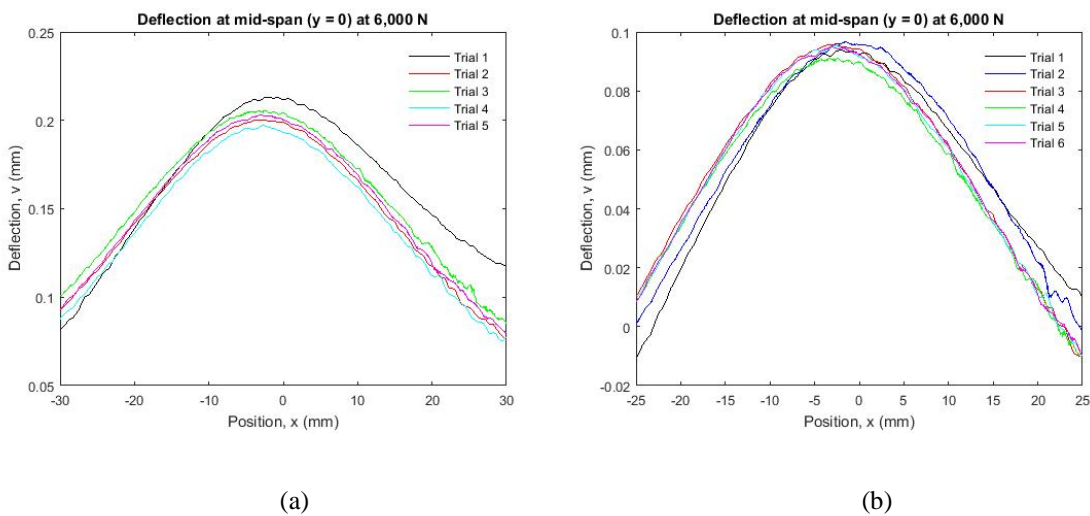 Deflection at mid-span (y = 0) at 6,000 N
0.25
0.2
0.15
0.1
0.05
Deflection, v (mm)
Trial 1
Trial 2
Trial 3
Trial 4
Trial 5
-30 -20 -10 0 10 20 30
Position, x (mm)
(a)
Deflection at mid-span (y = 0) at 6,000 N
0.1
0.08
0.06
0.04
0.02
0
-0.02
Deflection, v (mm)
Trial 1
Trial 2
Trial 3
Trial 4
Trial 5
Trial 6
-25 -20 -15 -10 -5 0 5 10 15 20 25
Position, x (mm)
(b)